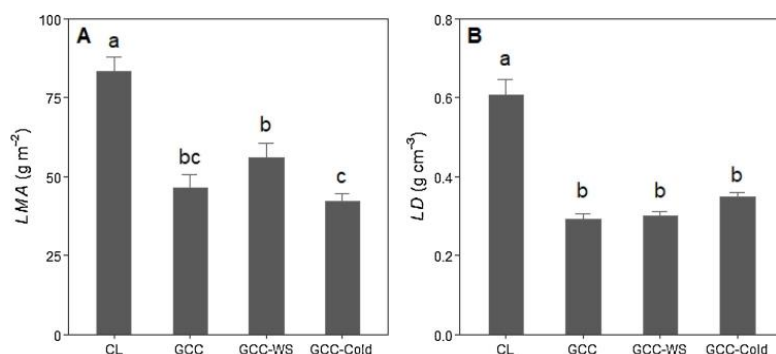 A
100
75
50
25
0
LMA (g m⁻²)
a
bc
b
c
CL GCC GCC-WS GCC-Cold
B
0.8
0.6
0.4
0.2
0.0
LD (g cm⁻³)
a
b
b
b
CL GCC GCC-WS GCC-Cold